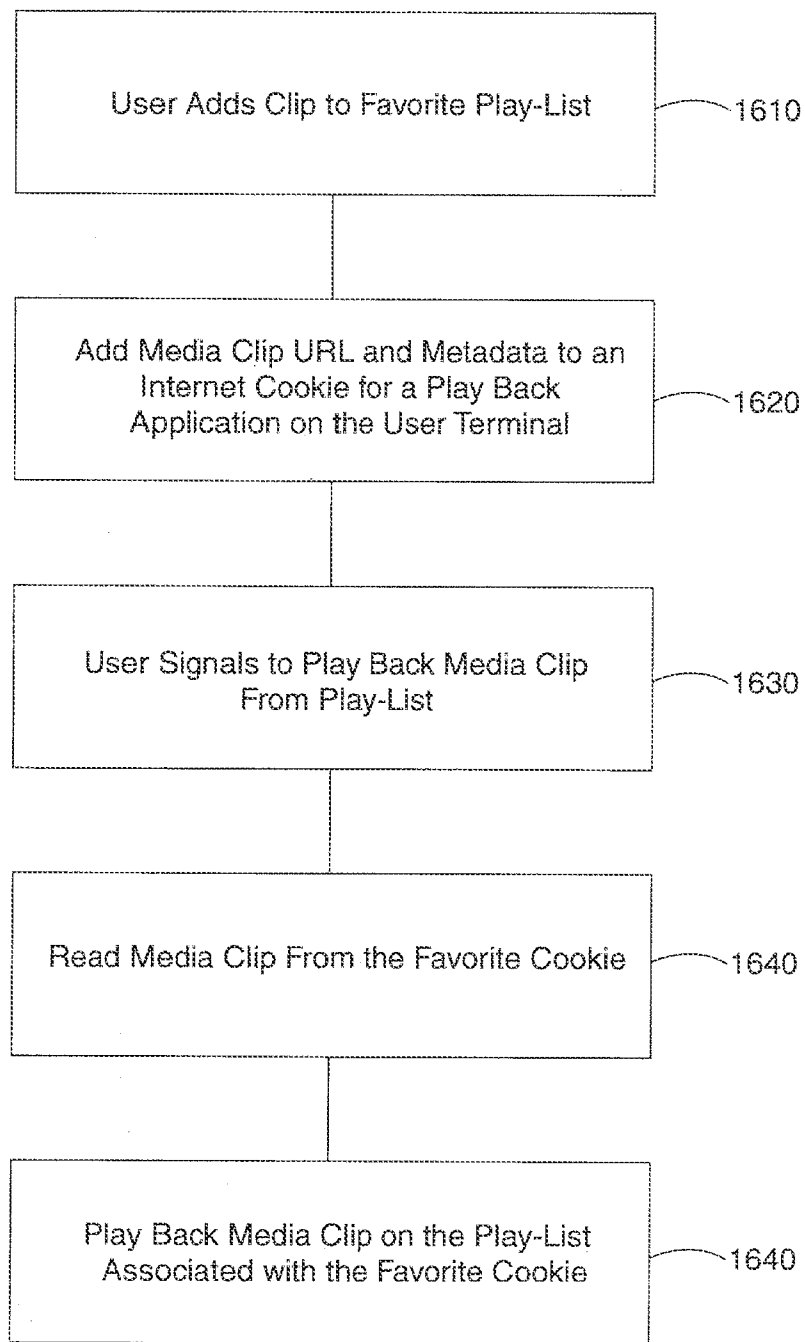 User Adds Clip to Favorite Play-List
1610
Add Media Clip URL and Metadata to an
Internet Cookie for a Play Back
Application on the User Terminal
1620
User Signals to Play Back Media Clip
From Play-List
1630
Read Media Clip From the Favorite Cookie
1640
Play Back Media Clip on the Play-List
Associated with the Favorite Cookie
1640